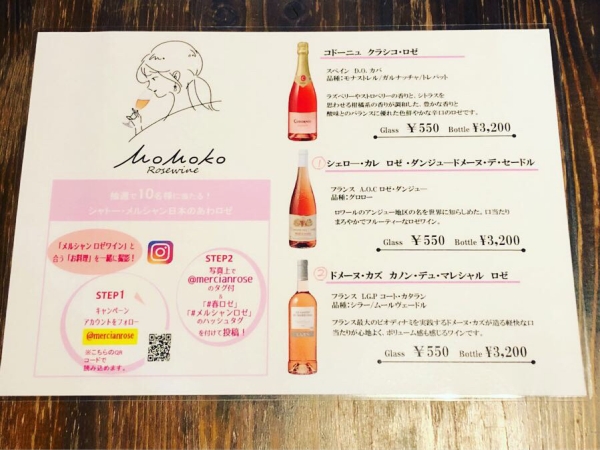 MoMoko
Rosewine
抽選で10名様に当たる！
シャトー・メルシャン日本のあわロゼ
「メルシャン ロゼワイン」と
合う「お料理」を一緒に撮影！
STEP1
キャンペーン
アカウントをフォロー
@mercianrose
※こちらのQR
コードで
読み込めます。
STEP2
写真上で
@mercianrose
のタグ付
&
「#春ロゼ」
「#メルシャンロゼ」
のハッシュタグ
を付けて投稿！
コドーニュ クラシコ・ロゼ
スペイン D.O. カバ
品種：モナストレル/ガルナッチャ/トレパット
ラズベリーやストロベリーの香りと、シトラスを
思わせる柑橘系の香りが調和した、豊かな香りと
酸味とのバランスに優れた色鮮やかな辛口のロゼです。
Glass ￥550 Bottle ￥3,200
① シェロー・カレ ロゼ・ダンジュードメーヌ・デ・セードル
フランス A.O.C ロゼ・ダンジュー
品種：グロロー
ロワールのアンジュー地区の名を世界に知らしめた。口当たり
まろやかでフルーティーなロゼワイン。
Glass ￥550 Bottle ￥3,200
② ドメーヌ・カズ カノン・デュ・マレシャル ロゼ
フランス I.G.P コート・カタラン
品種：シラー/ムールヴェードル
フランス最大のビオディナミを実践するドメーヌ・カズが造る軽快な口
当たりが心地よく、ボリューム感も感じるワインです。
Glass ￥550 Bottle ￥3,200